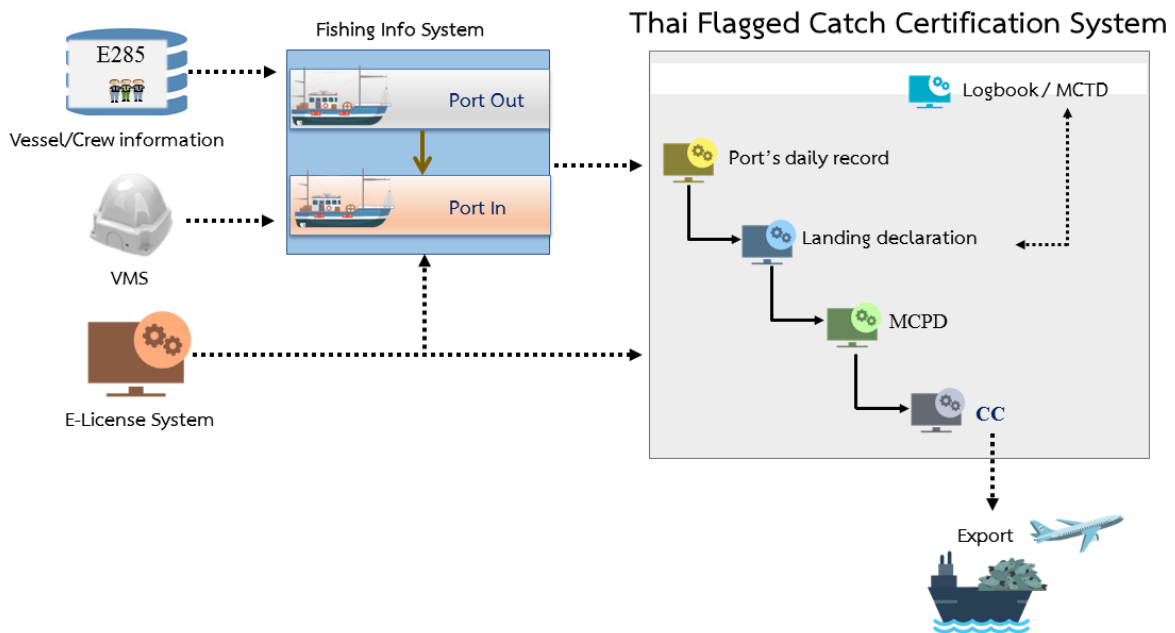 Thai Flagged Catch Certification System
Fishing Info System
E285
Vessel/Crew information
Port Out
Port In
VMS
E-License System
Logbook / MCTD
Port's daily record
Landing declaration
MCPD
CC
Export